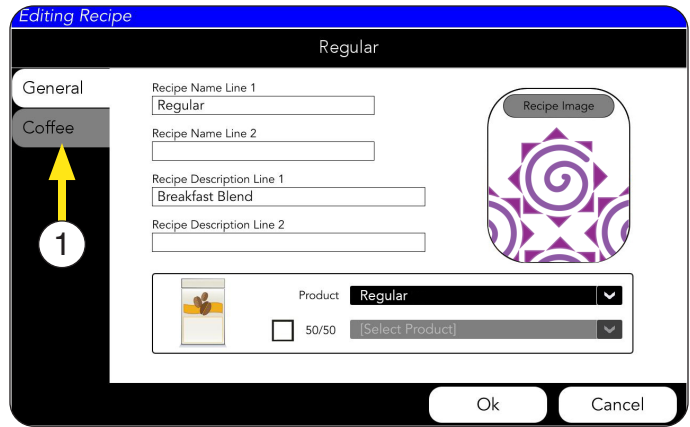 Editing Recipe
Regular
General
Coffee
1
Recipe Name Line 1
Regular
Recipe Name Line 2
Recipe Description Line 1
Breakfast Blend
Recipe Description Line 2
Recipe Image
Product Regular
50/50 [Select Product]
Ok Cancel